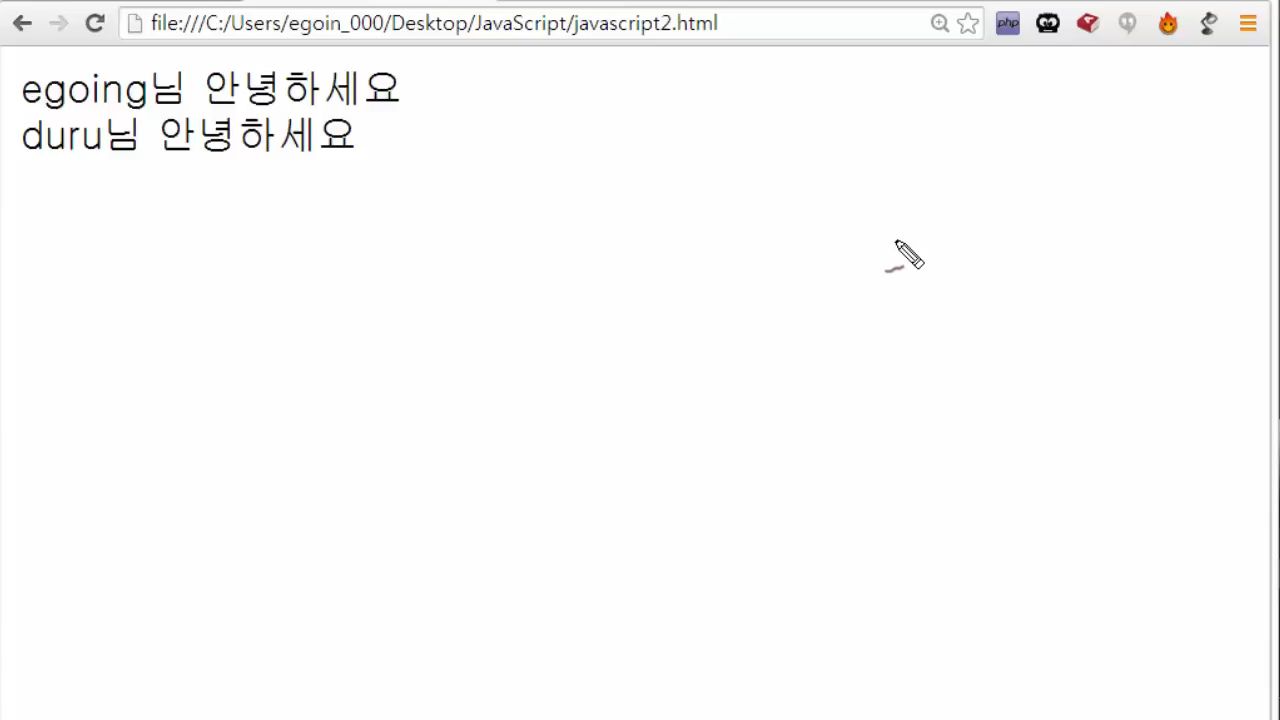 file:///C:/Users/egoin_000/Desktop/JavaScript/javascript2.html
php
egoing님 안녕하세요
duru님 안녕하세요